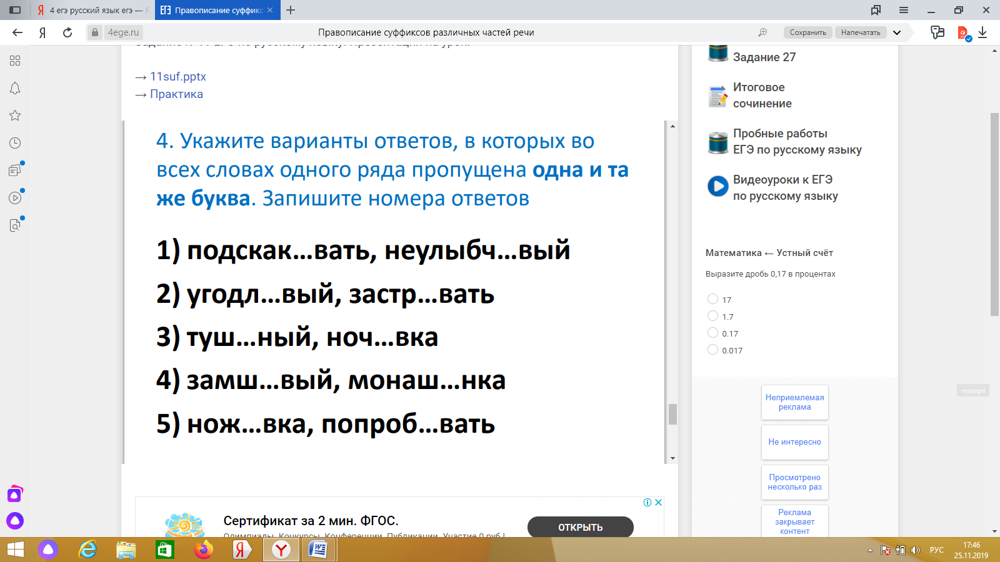 4 егэ русский язык егэ — Я
ЕГЭ Правописание суффикс
4ege.ru
Правописание суффиксов различных частей речи
Сохранить
Напечатать
→ 11suf.pptx
→ Практика
4. Укажите варианты ответов, в которых во
всех словах одного ряда пропущена одна и та
же буква. Запишите номера ответов
1) подскак...вать, неулыбч...вый
2) угодл...вый, застр...вать
3) туш...ный, ноч...вка
4) замш...вый, монаш...нка
5) нож...вка, попроб...вать
Сертификат за 2 мин. ФГОС.
Олимпиады. Конкурсы. Конференции. Публикации. Участие 0 руб.!
ОТКРЫТЬ
Задание 27
Итоговое
сочинение
Пробные работы
ЕГЭ по русскому языку
Видеоуроки к ЕГЭ
по русскому языку
Математика ← Устный счёт
Выразите дробь 0,17 в процентах
17
1.7
0.17
0.017
mytarget
Неприемлемая
реклама
Не интересно
Просмотрено
несколько раз
Реклама
закрывает
контент
РУС
17:46
25.11.2019